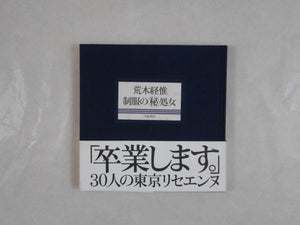 荒木経惟
制服の㊙処女
「卒業します。」
30人の東京リセエンヌ